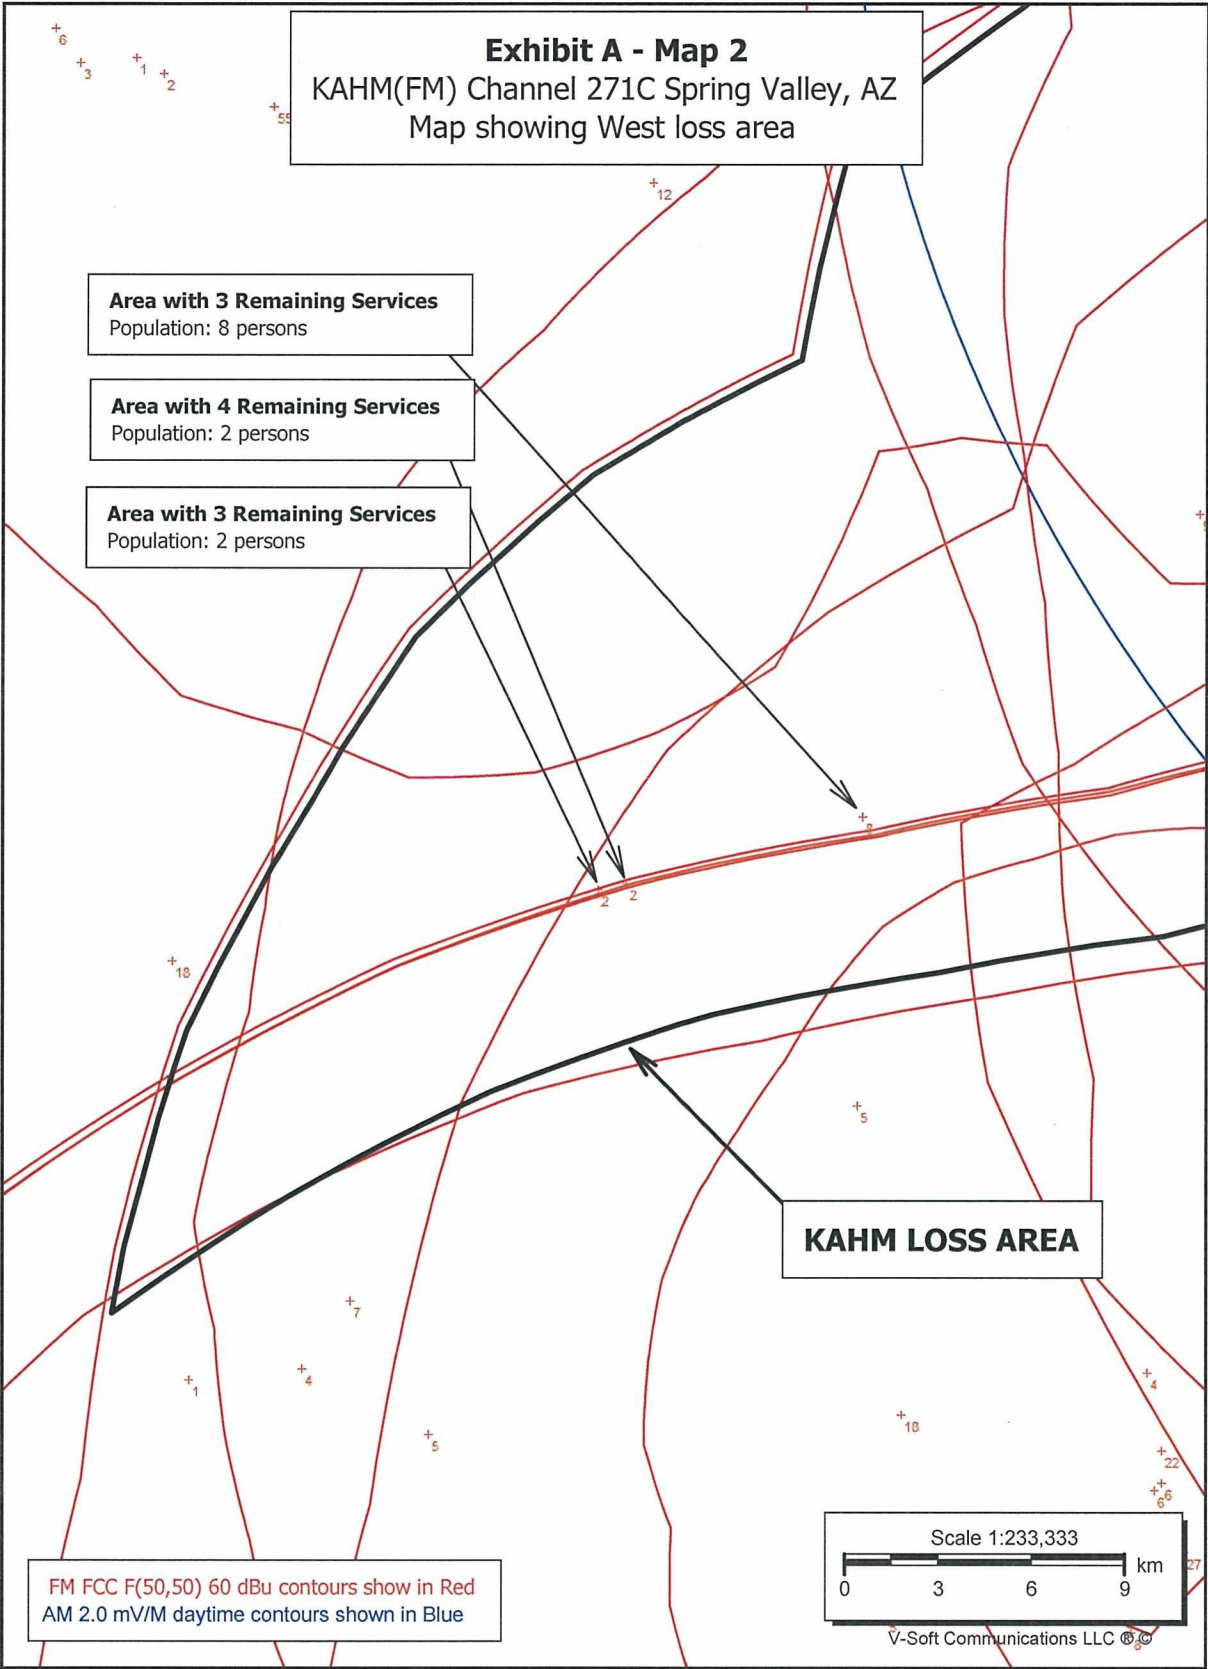 Exhibit A - Map 2
KAHM(FM) Channel 271C Spring Valley, AZ
Map showing West loss area
6
3
1
2
55
12
Area with 3 Remaining Services
Population: 8 persons
Area with 4 Remaining Services
Population: 2 persons
Area with 3 Remaining Services
Population: 2 persons
8
2
2
18
5
KAHM LOSS AREA
7
4
1
5
4
18
22
6
6
27
Scale 1:233,333
km
0 3 6 9
FM FCC F(50,50) 60 dBu contours show in Red
AM 2.0 mV/M daytime contours shown in Blue
V-Soft Communications LLC ® ©
8